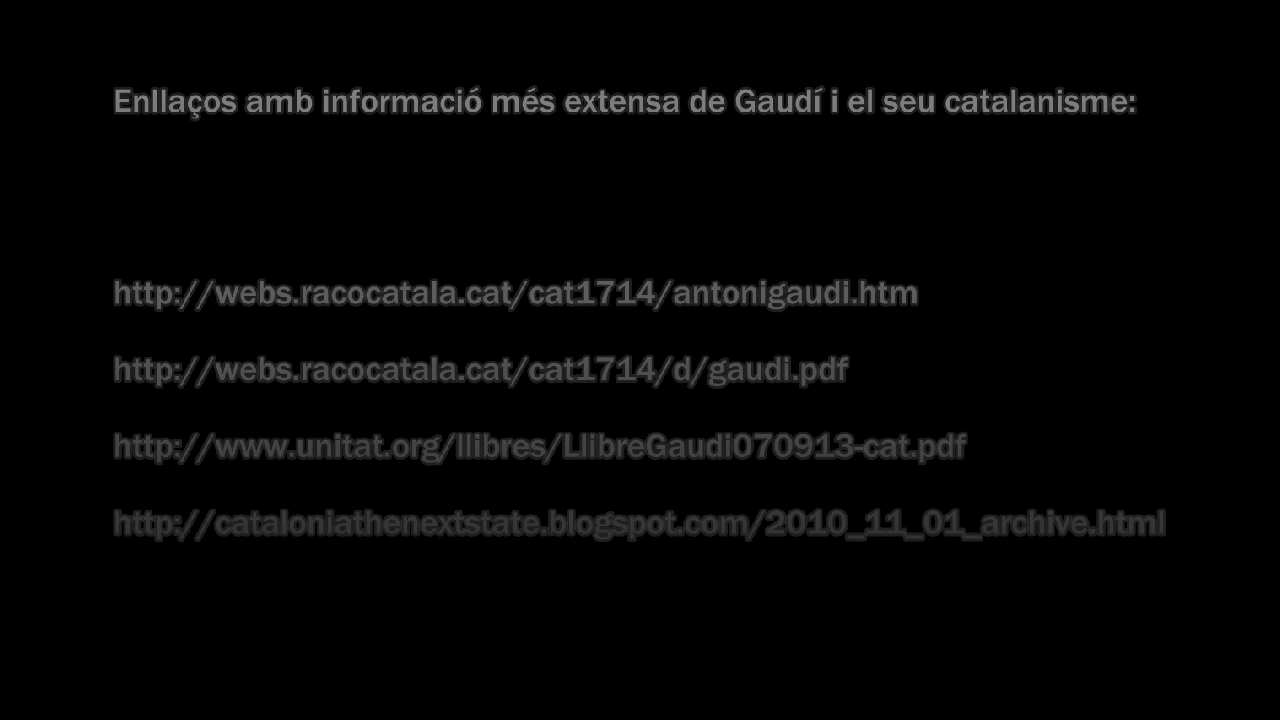 Enllaços amb informació més extensa de Gaudí i el seu catalanisme:
http://webs.racocatala.cat/cat1714/antonigaudi.htm
http://webs.racocatala.cat/cat1714/d/gaudi.pdf
http://www.unitat.org/llibres/LlibreGaudi070913-cat.pdf
http://cataloniathenextstate.blogspot.com/2010_11_01_archive.html